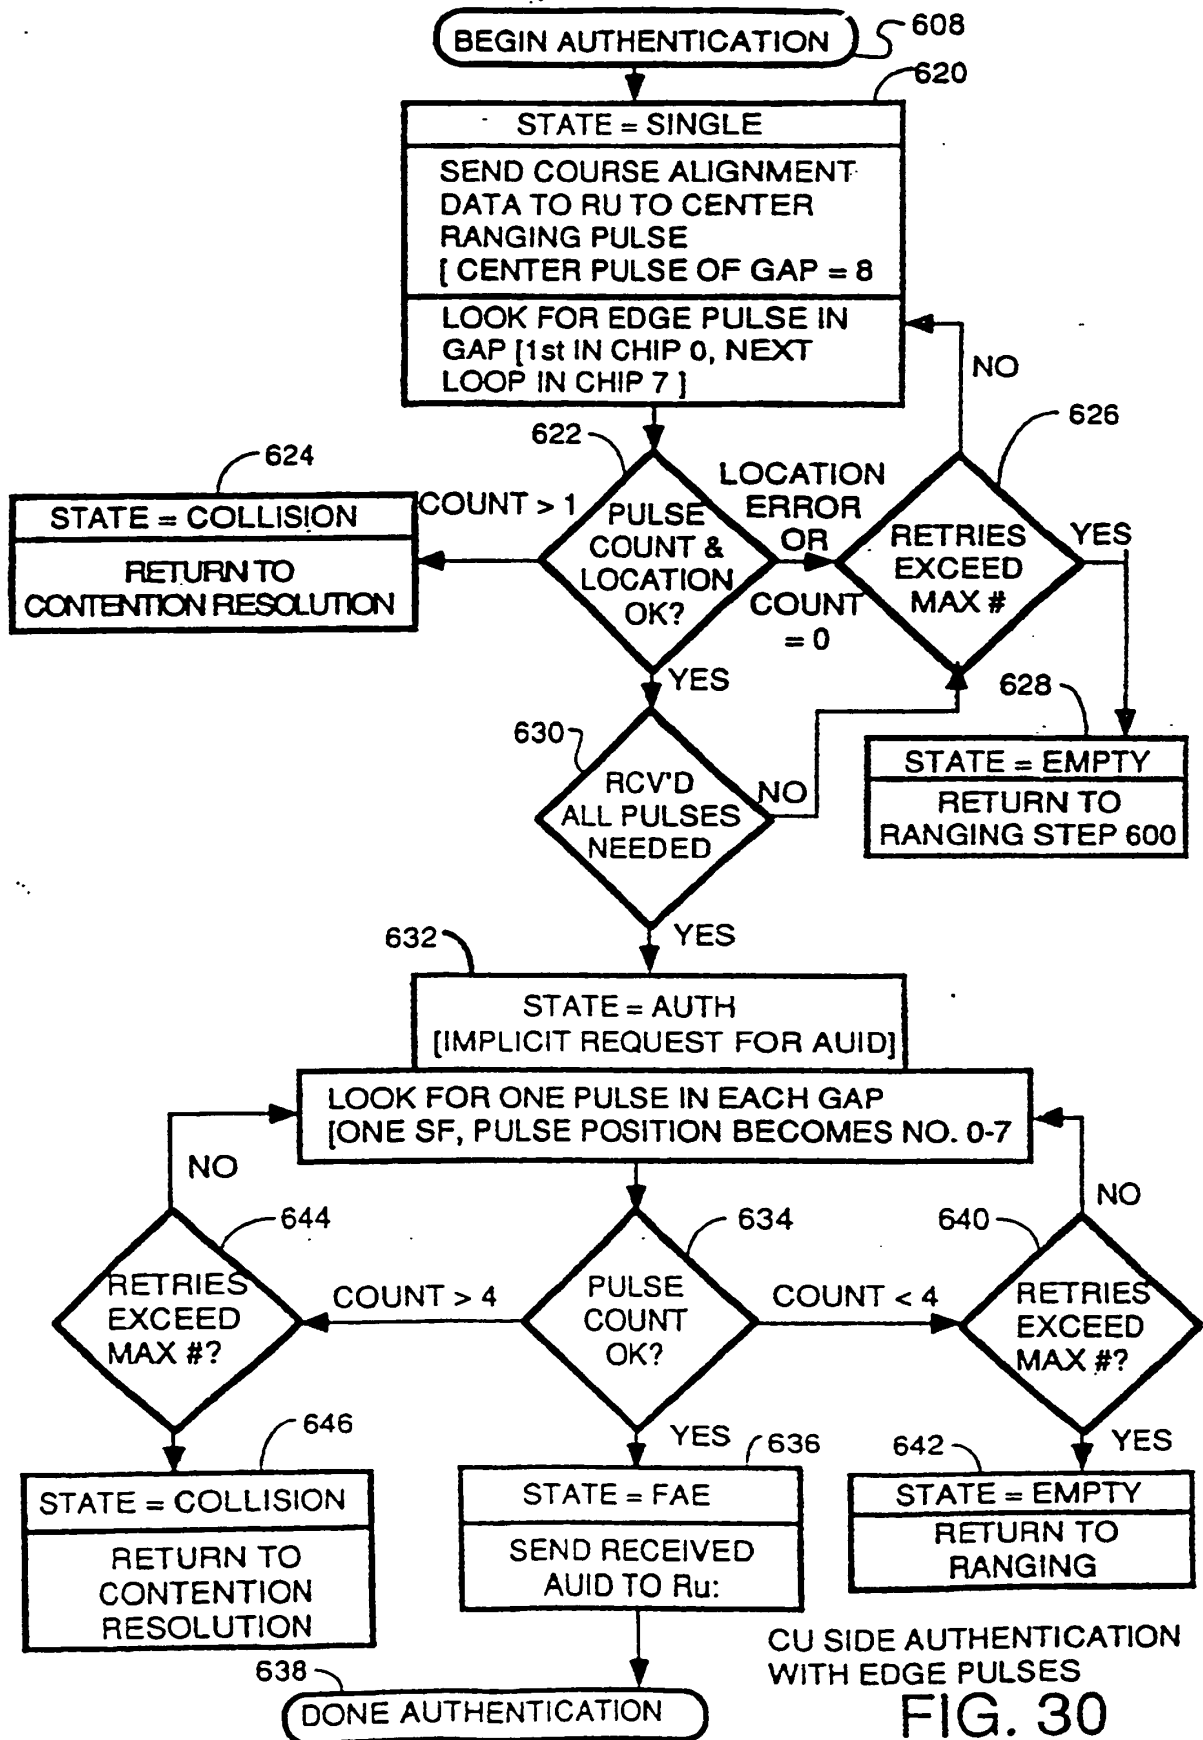 BEGIN AUTHENTICATION
608
620
STATE = SINGLE
SEND COURSE ALIGNMENT
DATA TO RU TO CENTER
RANGING PULSE
[ CENTER PULSE OF GAP = 8
LOOK FOR EDGE PULSE IN
GAP [1st IN CHIP 0, NEXT
LOOP IN CHIP 7 ]
NO
622
626
624
STATE = COLLISION
RETURN TO
CONTENTION RESOLUTION
COUNT > 1
PULSE
COUNT &
LOCATION
OK?
LOCATION
ERROR
OR
COUNT
= 0
RETRIES
EXCEED
MAX #
YES
YES
628
STATE = EMPTY
RETURN TO
RANGING STEP 600
630
RCV'D
ALL PULSES
NEEDED
NO
YES
632
STATE = AUTH
[IMPLICIT REQUEST FOR AUID]
LOOK FOR ONE PULSE IN EACH GAP
[ONE SF, PULSE POSITION BECOMES NO. 0-7
NO
NO
644
634
640
RETRIES
EXCEED
MAX #?
COUNT > 4
PULSE
COUNT
OK?
COUNT < 4
RETRIES
EXCEED
MAX #?
646
YES
636
642
YES
STATE = COLLISION
RETURN TO
CONTENTION
RESOLUTION
STATE = FAE
SEND RECEIVED
AUID TO Ru:
STATE = EMPTY
RETURN TO
RANGING
638
DONE AUTHENTICATION
CU SIDE AUTHENTICATION
WITH EDGE PULSES
FIG. 30